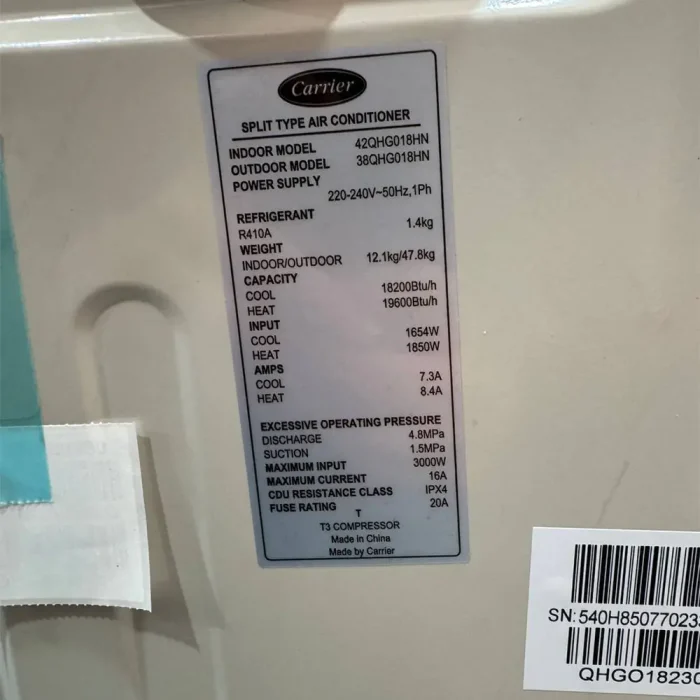 Carrier
SPLIT TYPE AIR CONDITIONER
INDOOR MODEL 42QHG018HN
OUTDOOR MODEL 38QHG018HN
POWER SUPPLY
220-240V~50Hz,1Ph
REFRIGERANT
R410A 1.4kg
WEIGHT
INDOOR/OUTDOOR 12.1kg/47.8kg
CAPACITY
COOL 18200Btu/h
HEAT 19600Btu/h
INPUT
COOL 1654W
HEAT 1850W
AMPS
COOL 7.3A
HEAT 8.4A
EXCESSIVE OPERATING PRESSURE
DISCHARGE 4.8MPa
SUCTION 1.5MPa
MAXIMUM INPUT 3000W
MAXIMUM CURRENT 16A
CDU RESISTANCE CLASS IPX4
FUSE RATING 20A
T
T3 COMPRESSOR
Made in China
Made by Carrier
SN:540H85077023
QHGO1823